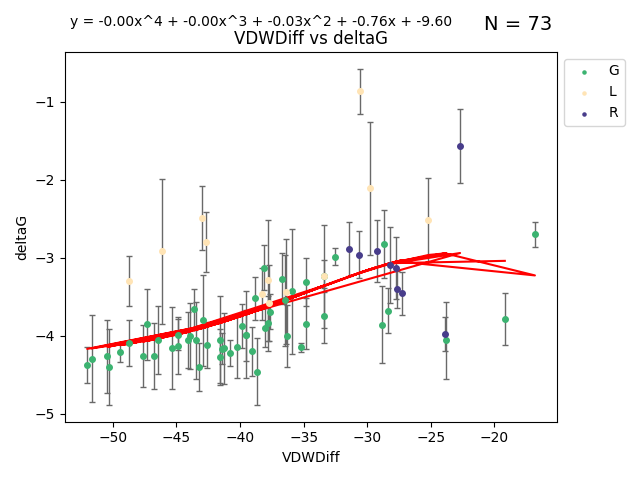 y = -0.00x^4 + -0.00x^3 + -0.03x^2 + -0.76x + -9.60
N = 73
VDWDiff vs deltaG
G
L
R
deltaG
−1
−2
−3
−4
−5
−50
−45
−40
−35
−30
−25
−20
VDWDiff